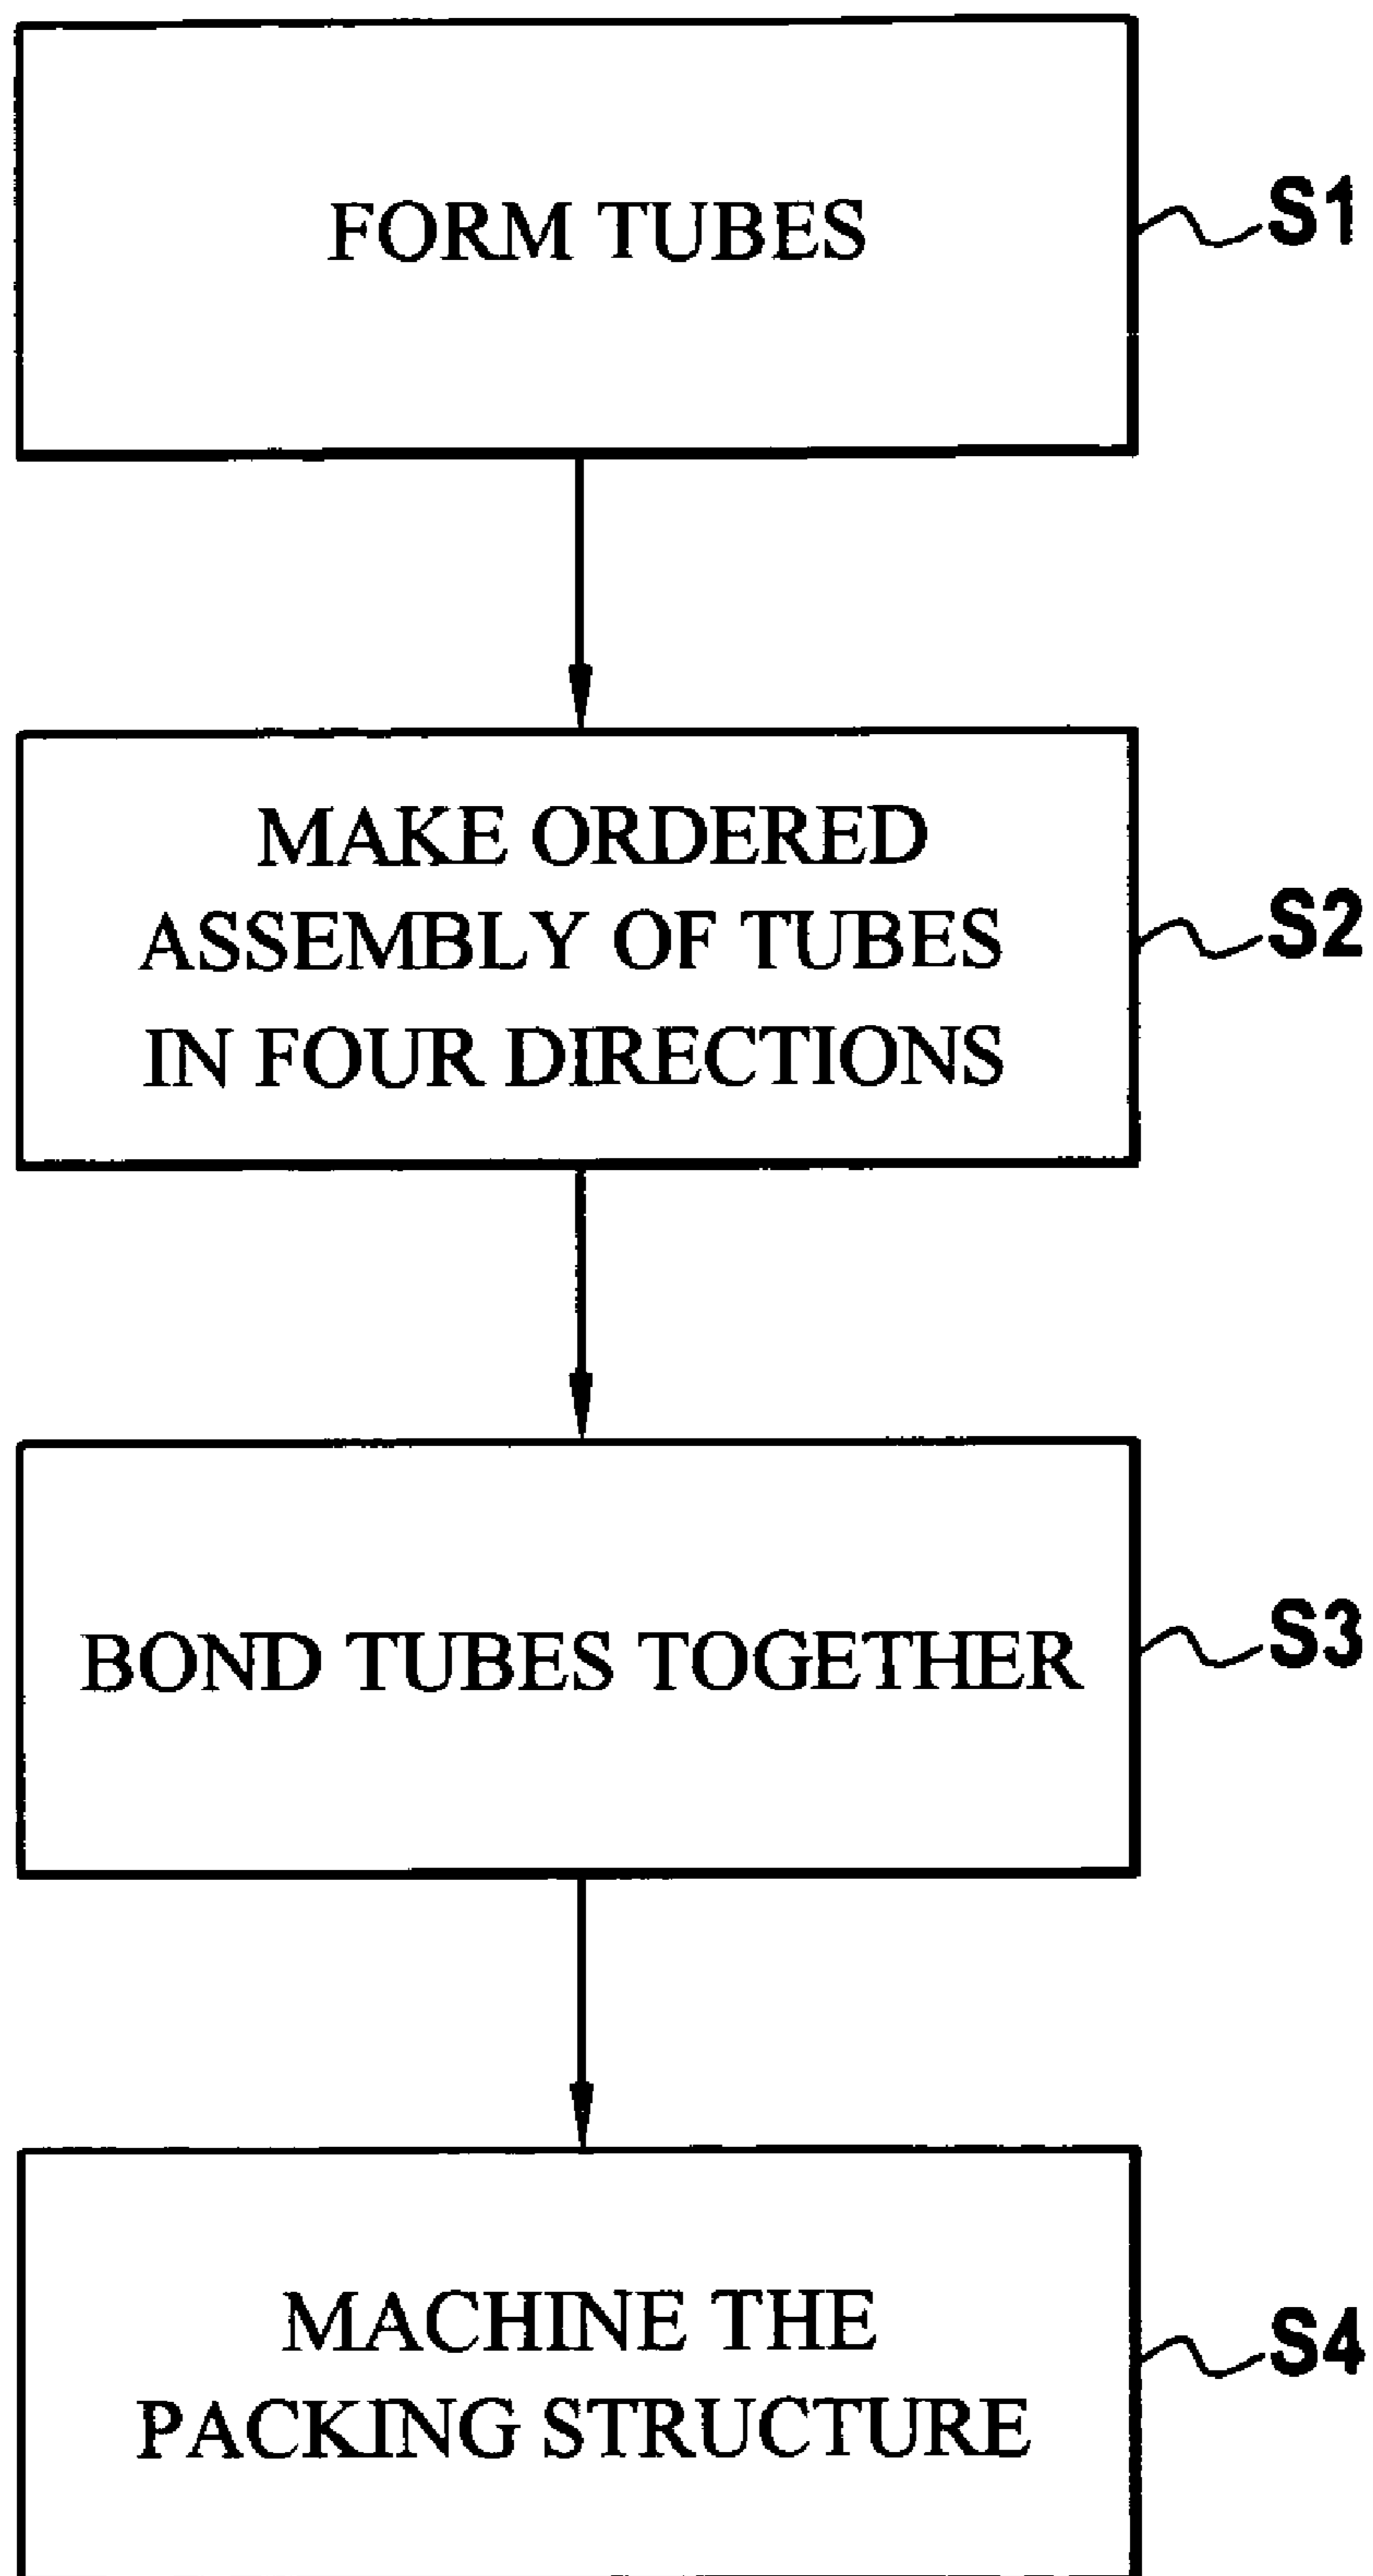 FORM TUBES
S1
MAKE ORDERED
ASSEMBLY OF TUBES
IN FOUR DIRECTIONS
S2
BOND TUBES TOGETHER
S3
MACHINE THE
PACKING STRUCTURE
S4